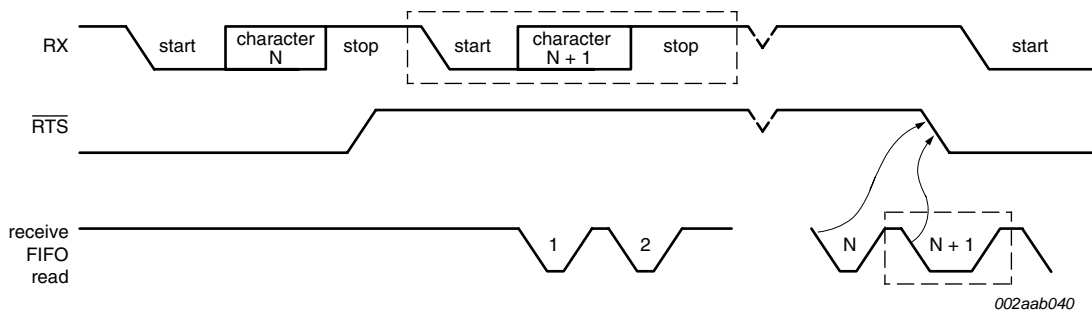 RX
start
character
N
stop
start
character
N + 1
stop
start
RTS
receive
FIFO
read
1
2
N
N + 1
002aab040